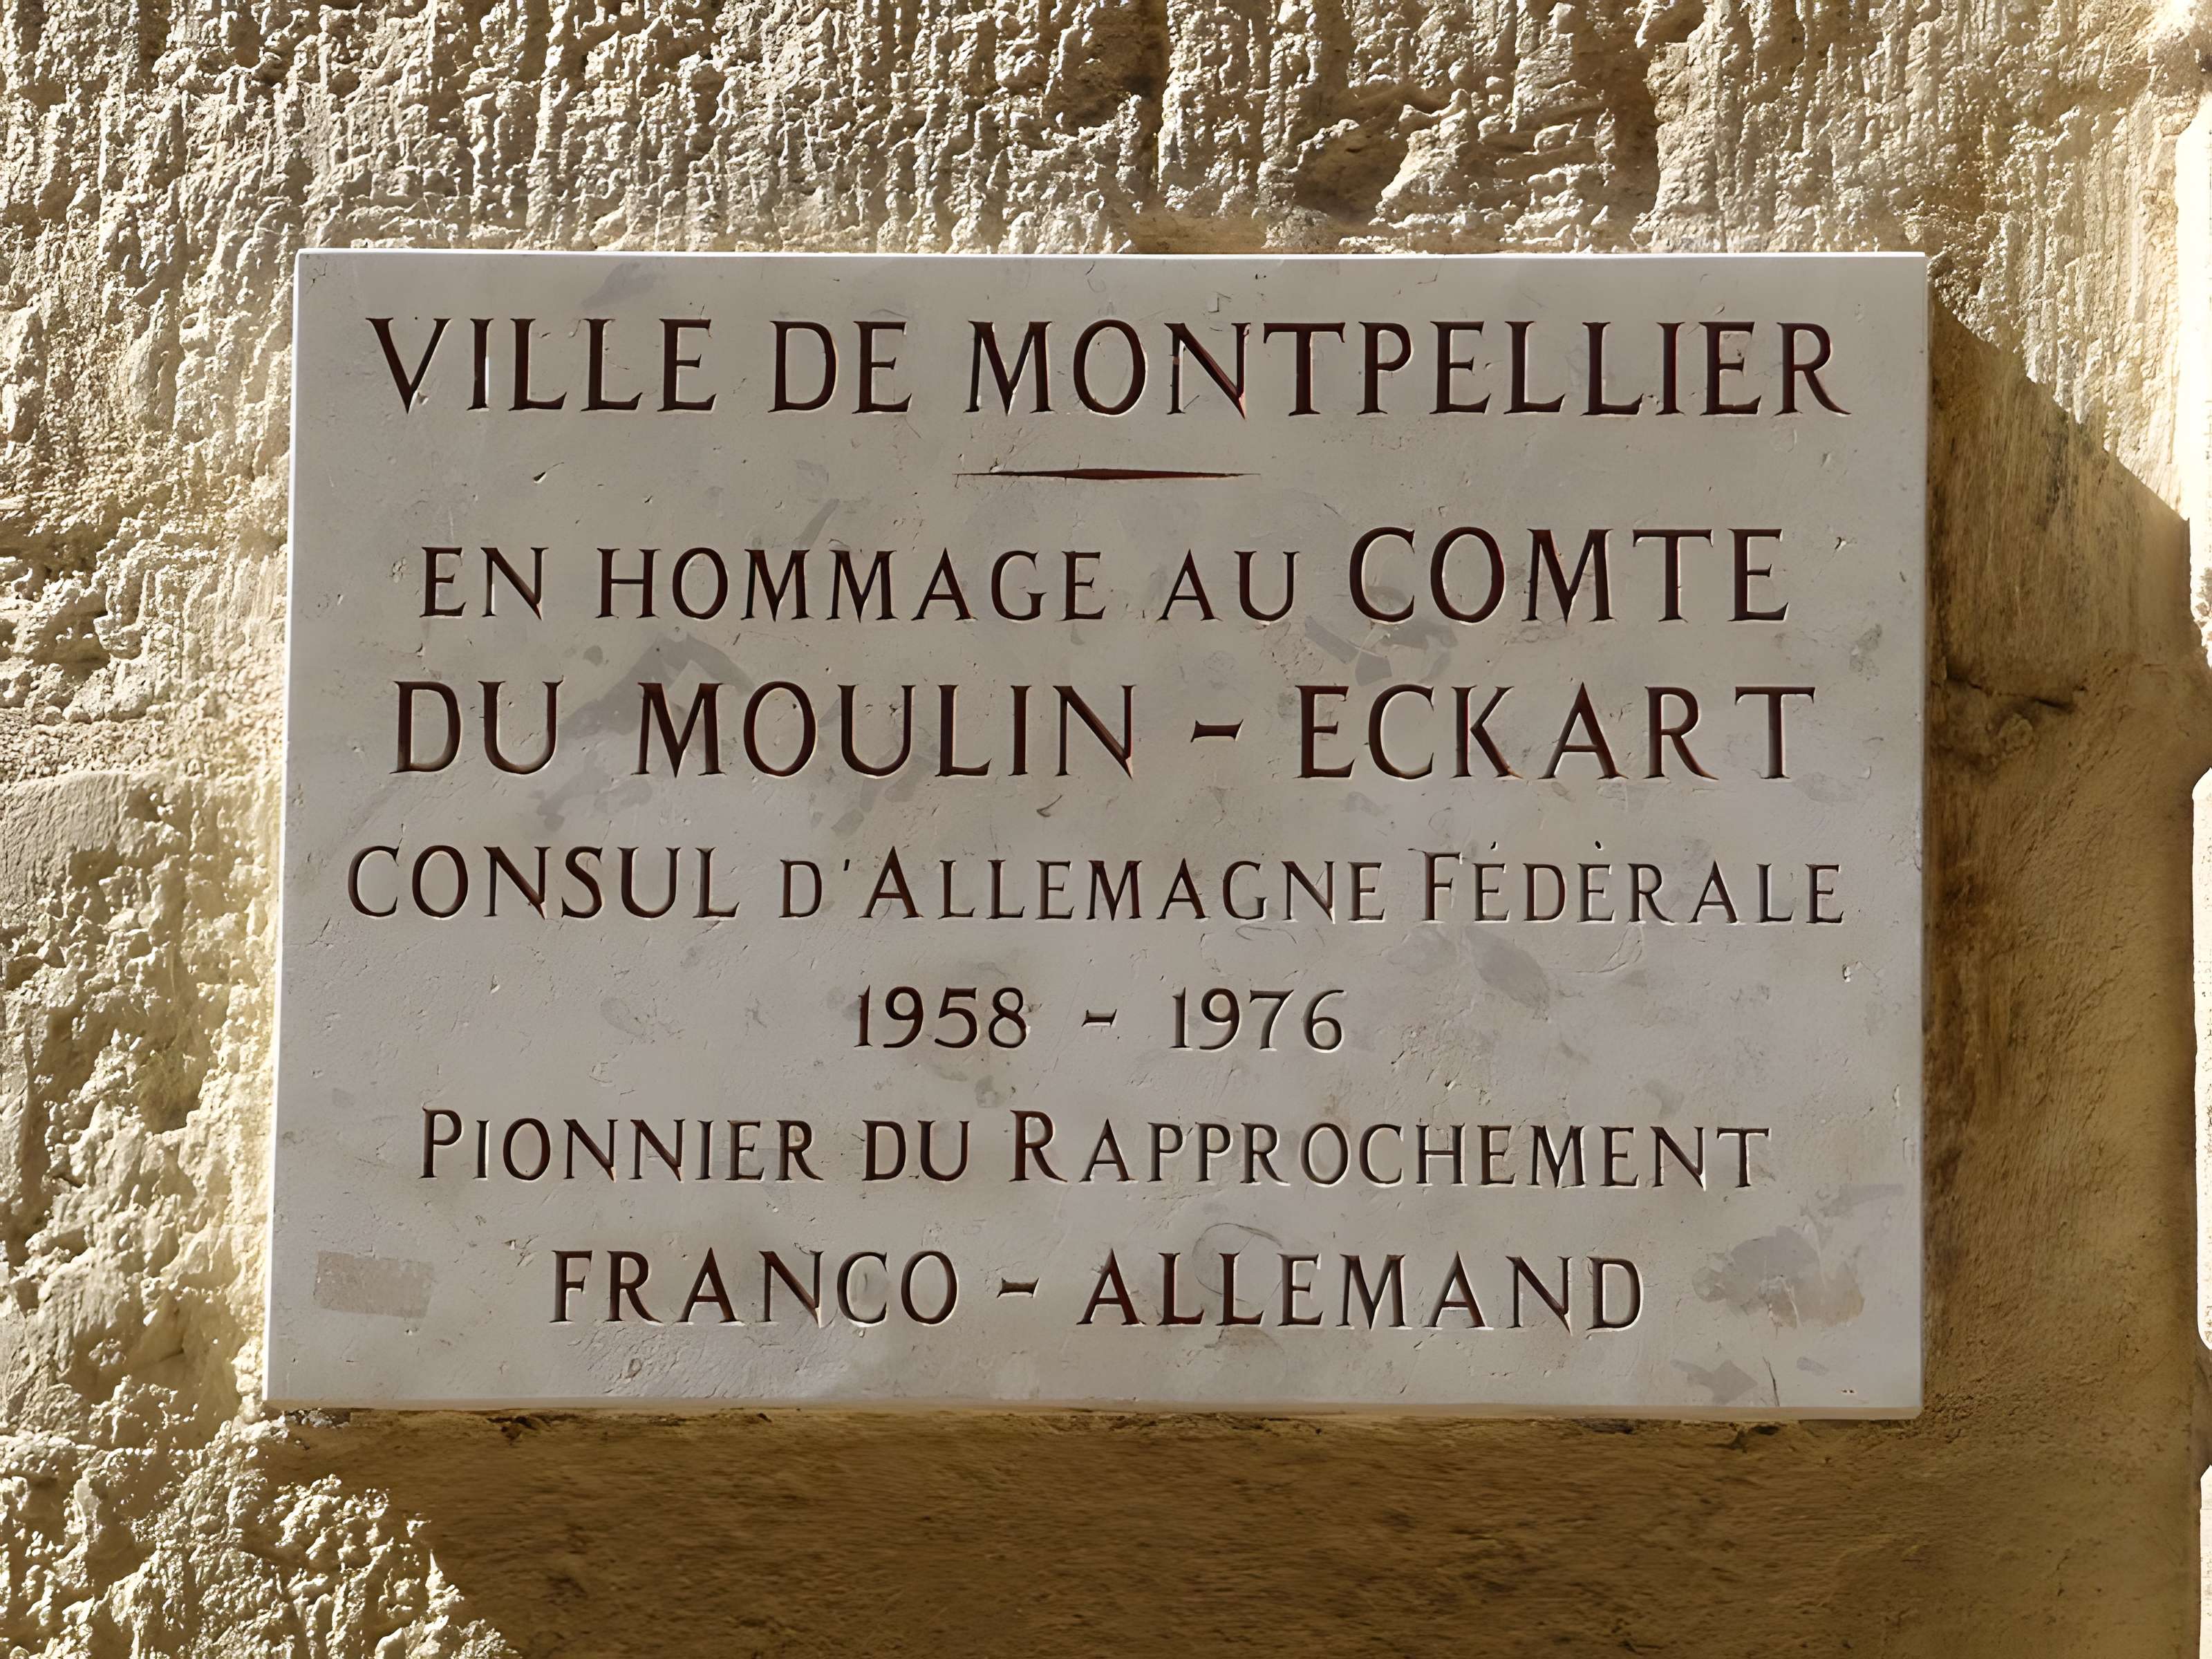 VILLE DE MONTPELLIER
EN HOMMAGE AU COMTE
DU MOULIN - ECKART
CONSUL D'ALLEMAGNE FÉDÉRALE
1958 - 1976
PIONNIER DU RAPPROCHEMENT
FRANCO - ALLEMAND